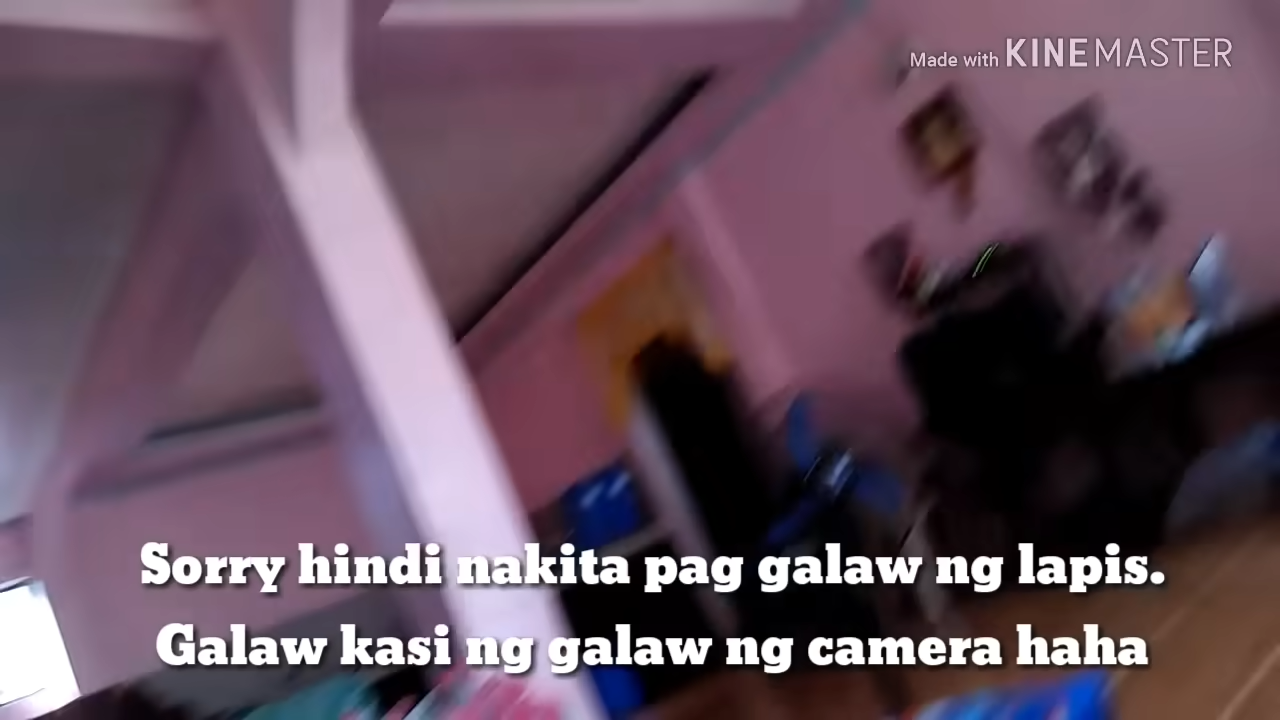 Made with KINEMASTER
Sorry hindi nakita pag galaw ng lapis.
Galaw kasi ng galaw ng camera haha